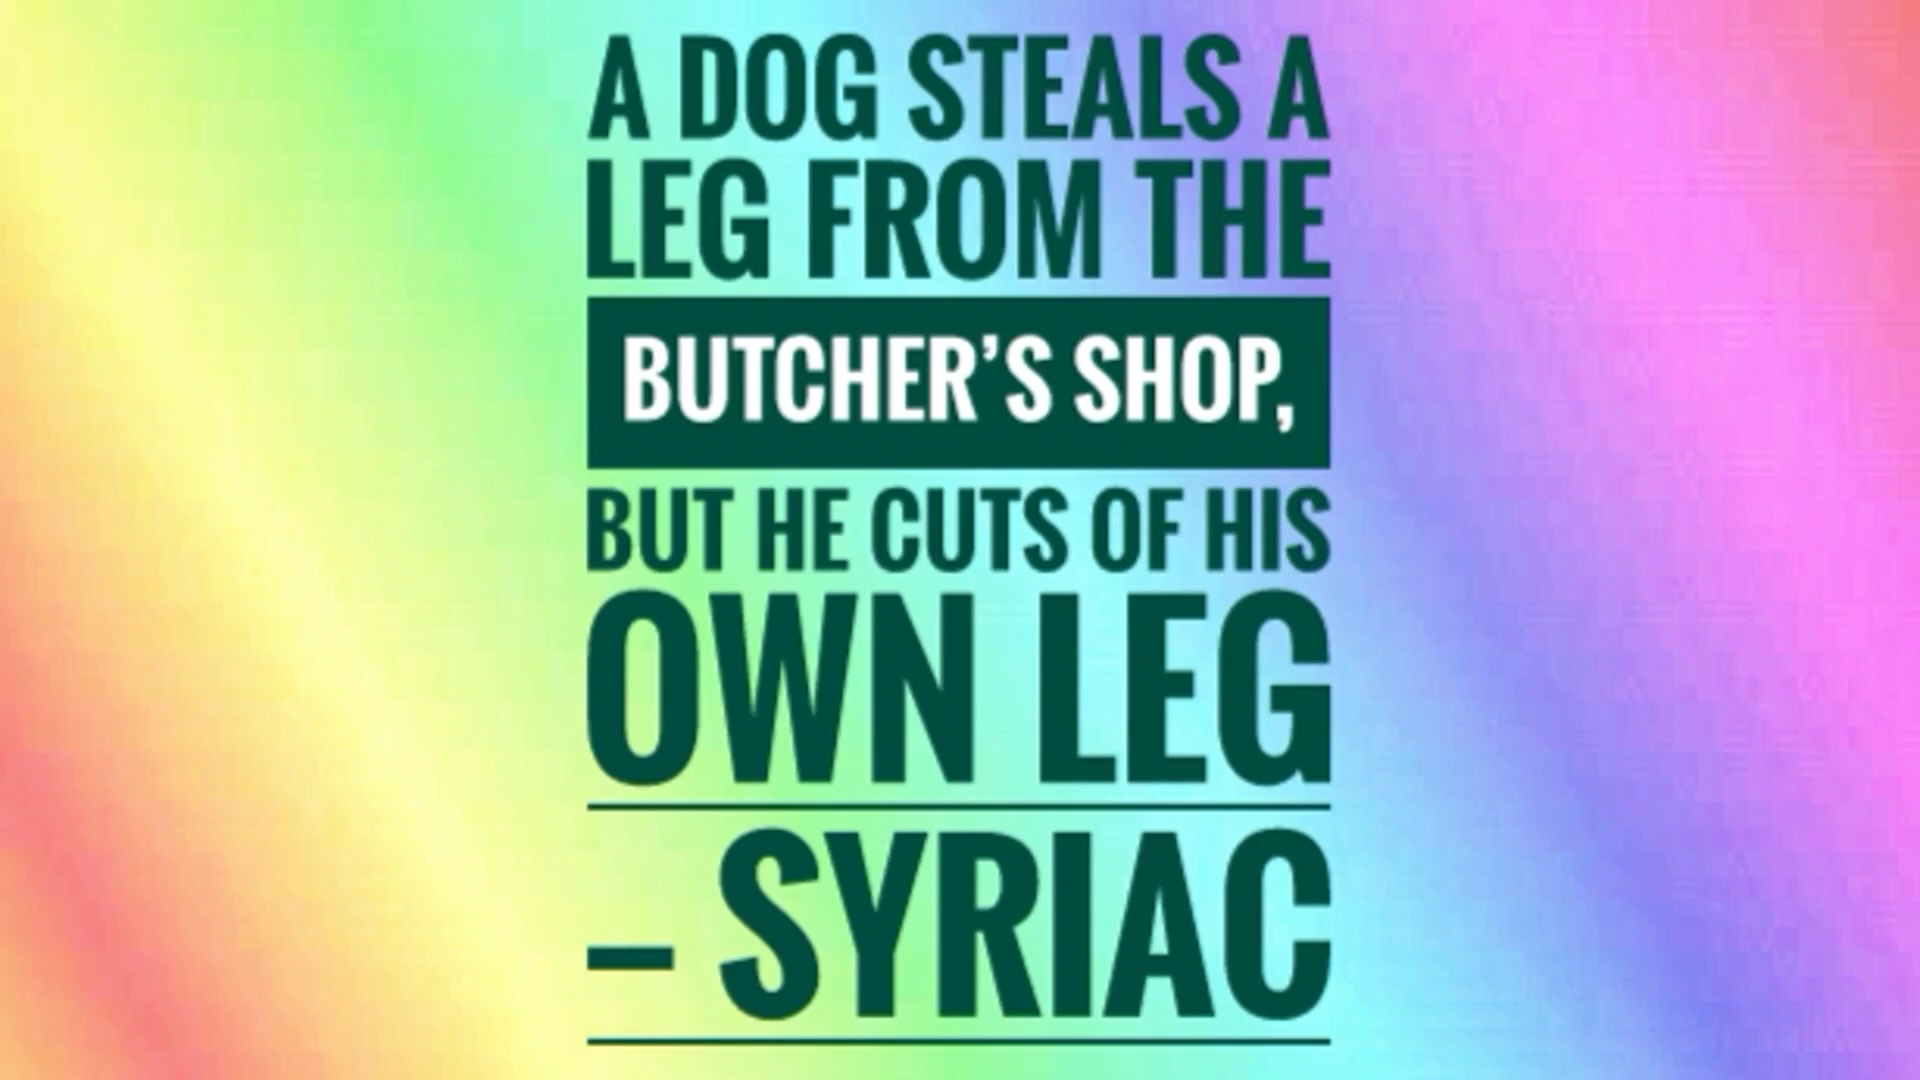 A DOG STEALS A
LEG FROM THE
BUTCHER’S SHOP,
BUT HE CUTS OF HIS
OWN LEG
– SYRIAC